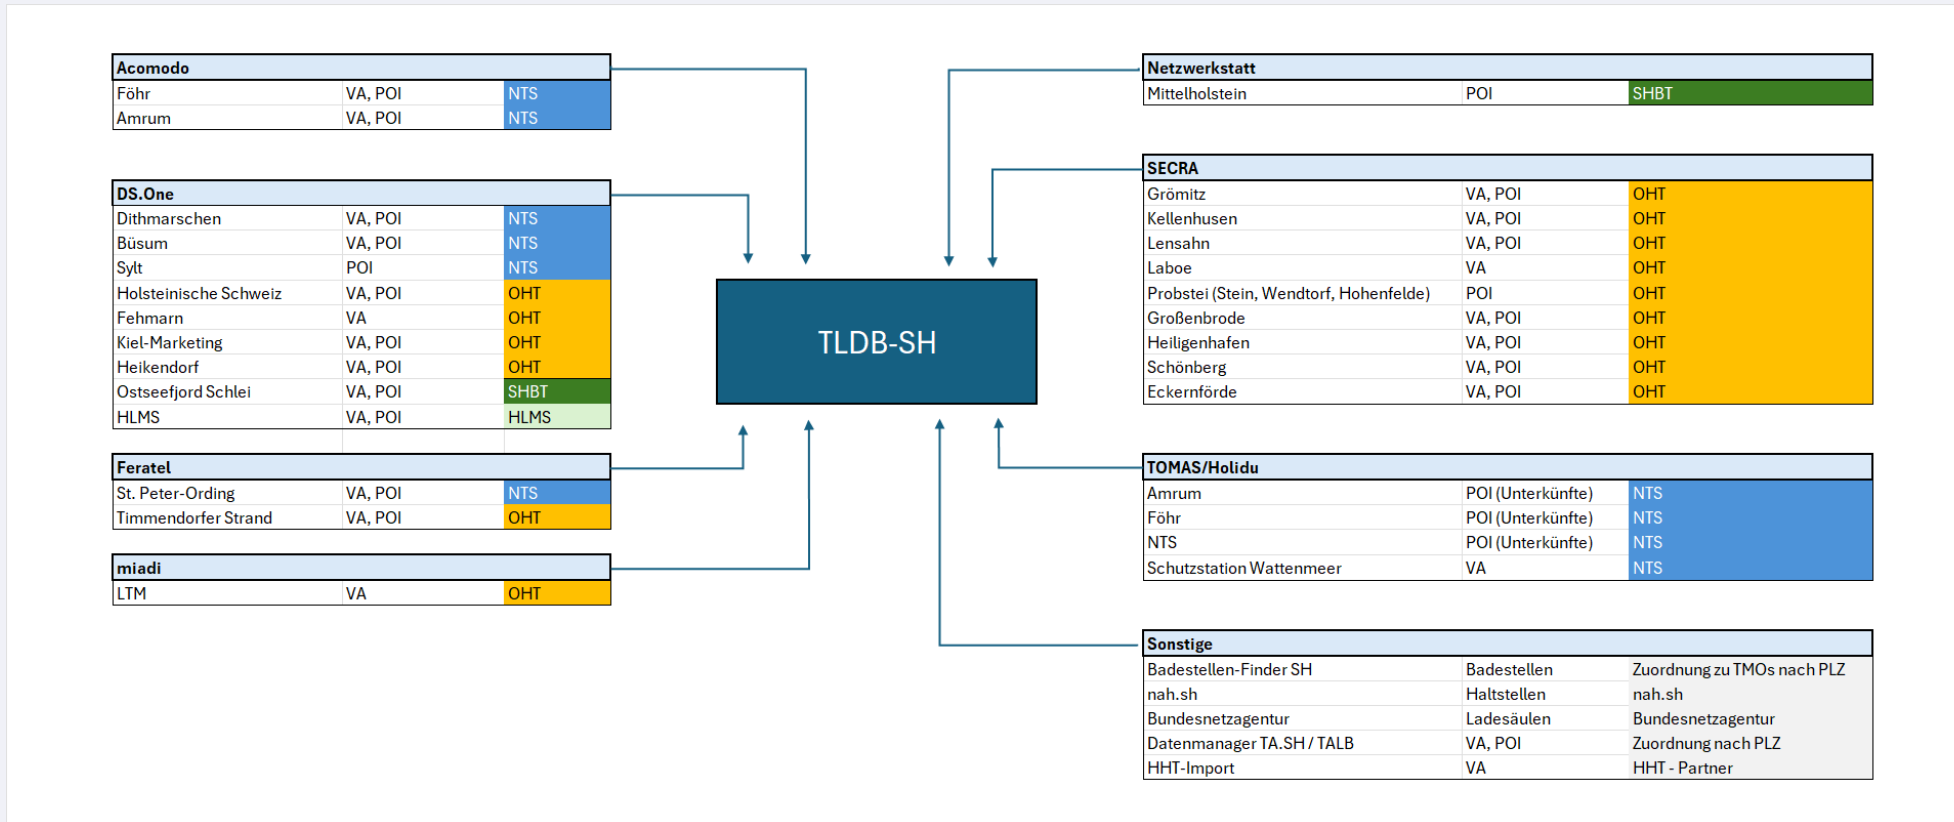 Acomodo
Föhr VA, POI NTS
Amrum VA, POI NTS
DS.One
Dithmarschen VA, POI NTS
Büsum VA, POI NTS
Sylt POI NTS
Holsteinische Schweiz VA, POI OHT
Fehmarn VA OHT
Kiel-Marketing VA, POI OHT
Heikendorf VA, POI OHT
Ostseefjord Schlei VA, POI SHBT
HLMS VA, POI HLMS
Feratel
St. Peter-Ording VA, POI NTS
Timmendorfer Strand VA, POI OHT
miadi
LTM VA OHT
TLDB-SH
Netzwerkstatt
Mittelholstein POI SHBT
SECRA
Grömitz VA, POI OHT
Kellenhusen VA, POI OHT
Lensahn VA, POI OHT
Laboe VA OHT
Probstei (Stein, Wendtorf, Hohenfelde) POI OHT
Großenbrode VA, POI OHT
Heiligenhafen VA, POI OHT
Schönberg VA, POI OHT
Eckernförde VA, POI OHT
TOMAS/Holidu
Amrum POI (Unterkünfte) NTS
Föhr POI (Unterkünfte) NTS
NTS POI (Unterkünfte) NTS
Schutzstation Wattenmeer VA NTS
Sonstige
Badestellen-Finder SH Badestellen Zuordnung zu TMOs nach PLZ
nah.sh Haltstellen nah.sh
Bundesnetzagentur Ladesäulen Bundesnetzagentur
Datenmanager TA.SH / TALB VA, POI Zuordnung nach PLZ
HHT-Import VA HHT - Partner